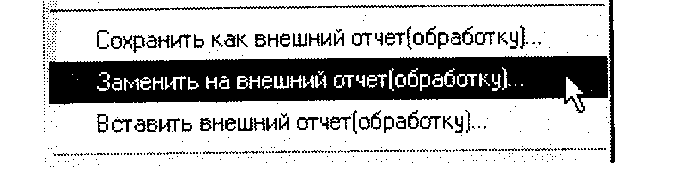 Сохранить как внешний отчет(обработку)...
Заменить на внешний отчет(обработку)...
Вставить внешний отчет(обработку)...